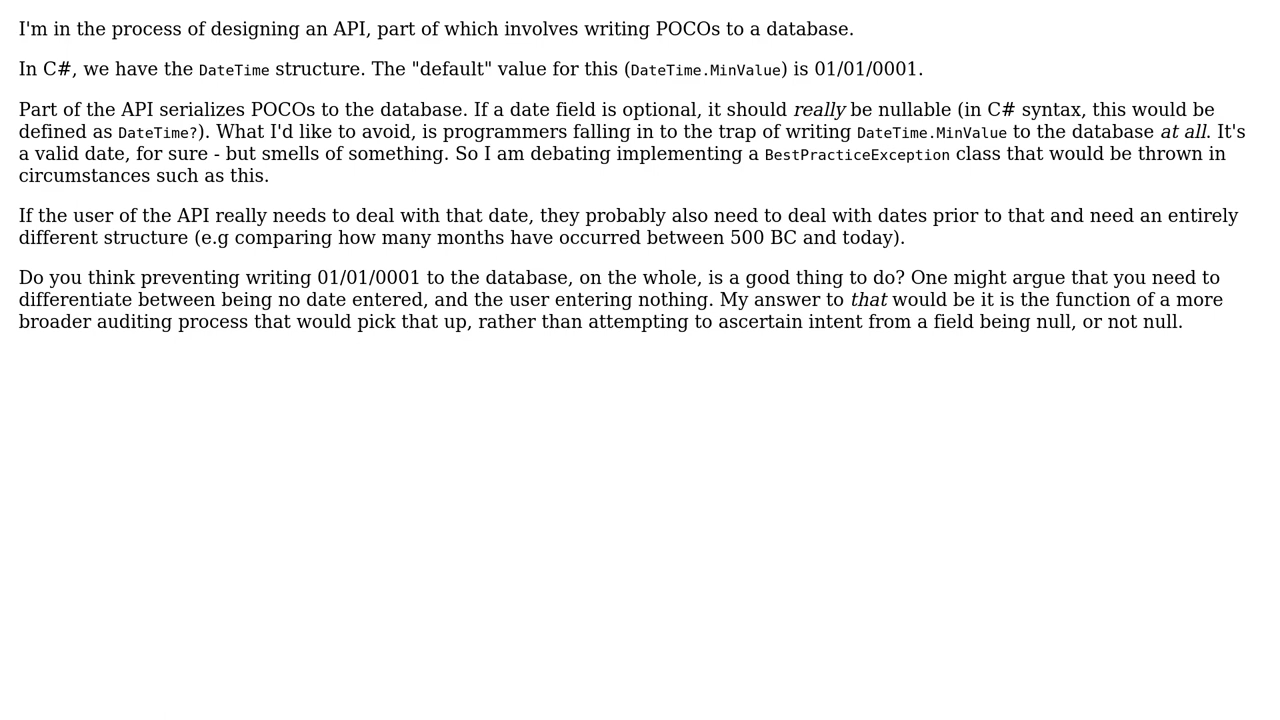 I'm in the process of designing an API, part of which involves writing POCOs to a database.
In C#, we have the DateTime structure. The "default" value for this (DateTime.MinValue) is 01/01/0001.
Part of the API serializes POCOs to the database. If a date field is optional, it should really be nullable (in C# syntax, this would be
defined as DateTime?). What I'd like to avoid, is programmers falling in to the trap of writing DateTime.MinValue to the database at all. It's
a valid date, for sure - but smells of something. So I am debating implementing a BestPracticeException class that would be thrown in
circumstances such as this.
If the user of the API really needs to deal with that date, they probably also need to deal with dates prior to that and need an entirely
different structure (e.g comparing how many months have occurred between 500 BC and today).
Do you think preventing writing 01/01/0001 to the database, on the whole, is a good thing to do? One might argue that you need to
differentiate between being no date entered, and the user entering nothing. My answer to that would be it is the function of a more
broader auditing process that would pick that up, rather than attempting to ascertain intent from a field being null, or not null.